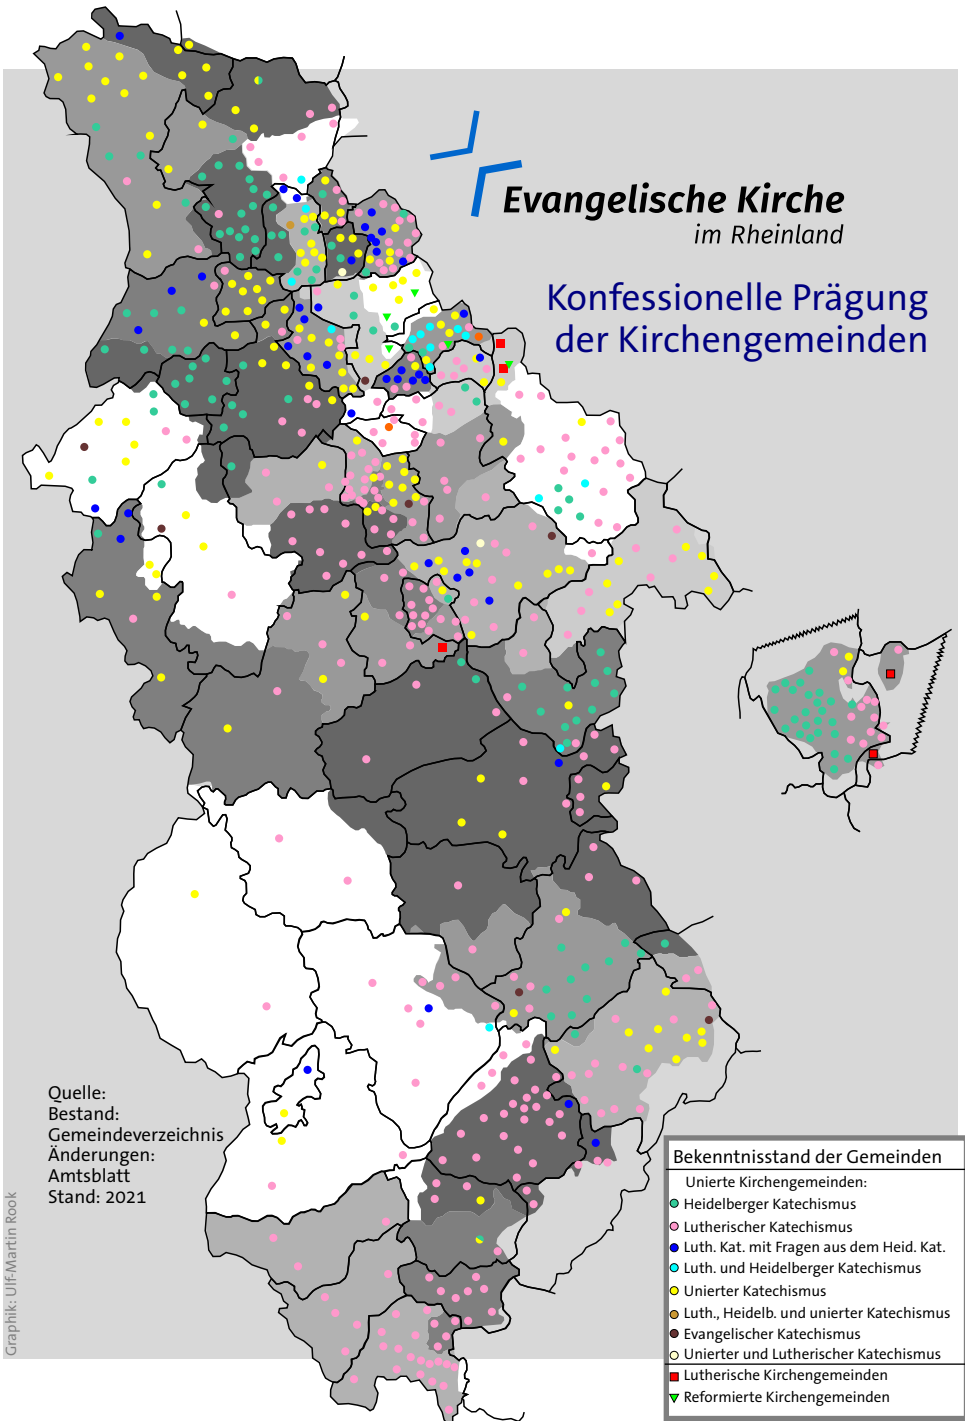 Evangelische Kirche
im Rheinland
Konfessionelle Prägung
der Kirchengemeinden
Quelle:
Bestand:
Gemeindeverzeichnis
Änderungen:
Amtsblatt
Stand: 2021
Graphik: Ulf-Martin Rook
Bekenntnisstand der Gemeinden
Unierte Kirchengemeinden:
Heidelberger Katechismus
Lutherischer Katechismus
Luth. Kat. mit Fragen aus dem Heid. Kat.
Luth. und Heidelberger Katechismus
Unierter Katechismus
Luth., Heidelb. und unierter Katechismus
Evangelischer Katechismus
Unierter und Lutherischer Katechismus
Lutherische Kirchengemeinden
Reformierte Kirchengemeinden